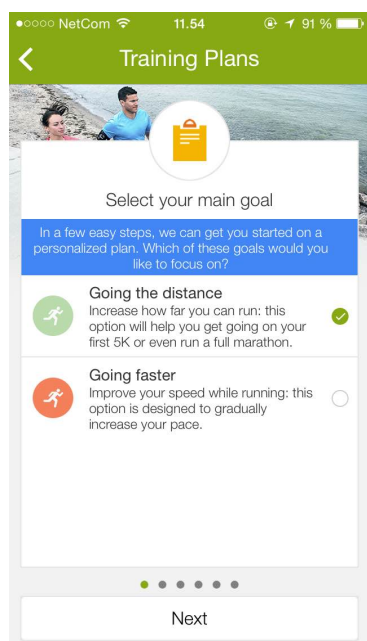 NetCom 11.54 91 %
Training Plans
Select your main goal
In a few easy steps, we can get you started on a
personalized plan. Which of these goals would you
like to focus on?
Going the distance
Increase how far you can run: this
option will help you get going on your
first 5K or even run a full marathon.
Going faster
Improve your speed while running: this
option is designed to gradually
increase your pace.
Next